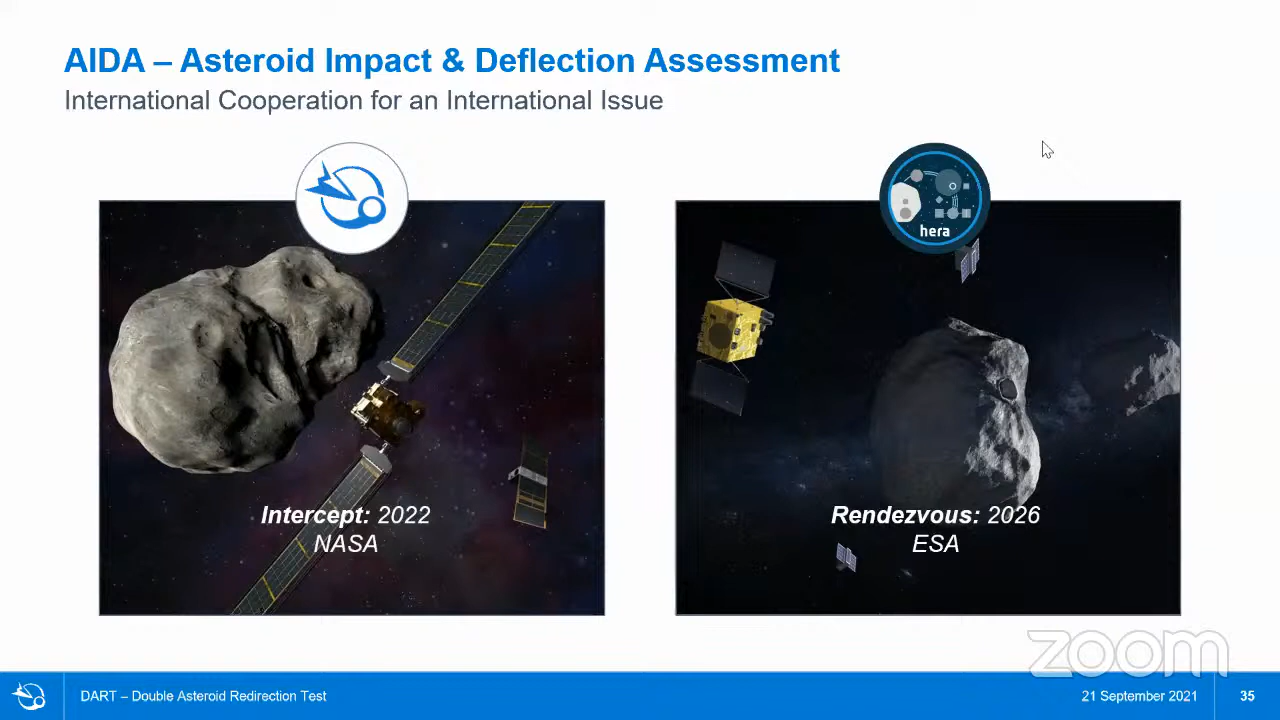 AIDA – Asteroid Impact & Deflection Assessment
International Cooperation for an International Issue
hera
Intercept: 2022
NASA
Rendezvous: 2026
ESA
zoom
DART – Double Asteroid Redirection Test
21 September 2021
35